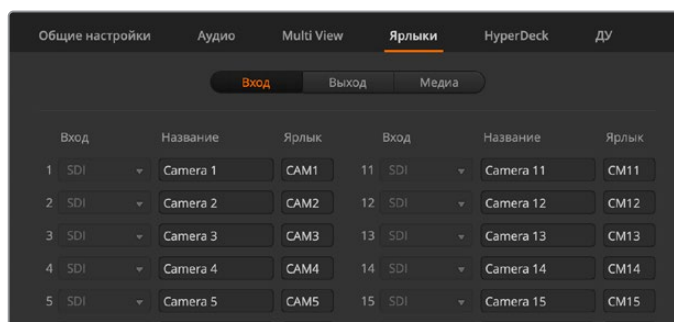 Общие настройки Аудио Multi View Ярлыки HyperDeck ДУ
Вход Выход Медиа
Вход Название Ярлык Вход Название Ярлык
1 SDI Camera 1 CAM1 11 SDI Camera 11 CM11
2 SDI Camera 2 CAM2 12 SDI Camera 12 CM12
3 SDI Camera 3 CAM3 13 SDI Camera 13 CM13
4 SDI Camera 4 CAM4 14 SDI Camera 14 CM14
5 SDI Camera 5 CAM5 15 SDI Camera 15 CM15